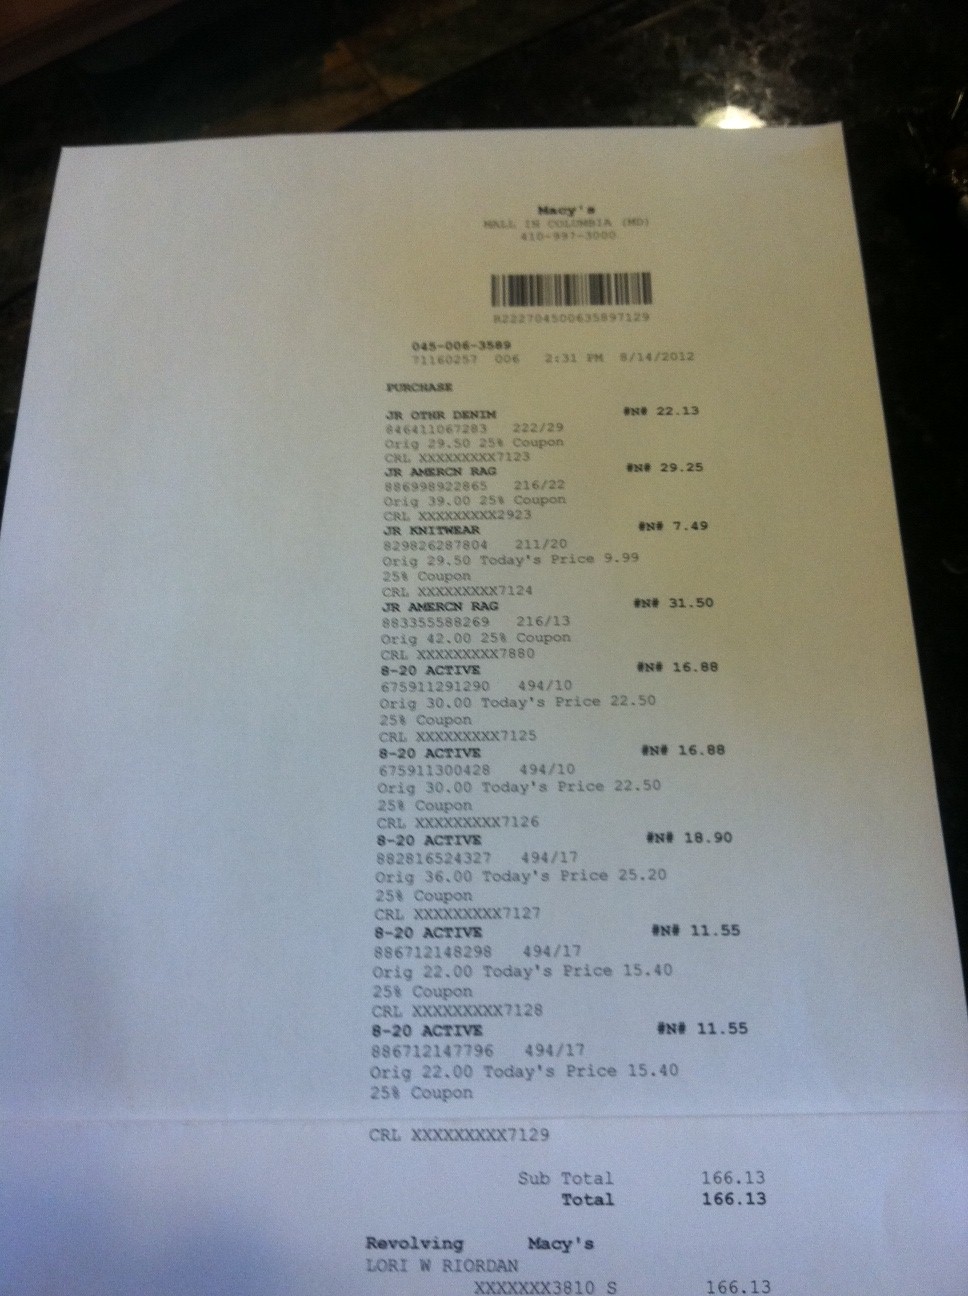 Macy's
MALL IN COLUMBIA (MD)
410-997-3000
R222704500635897129
045-006-3589
71160257 006 2:31 PM 8/14/2012
PURCHASE
JR OTHR DENIM #N# 22.13
846411067283 222/29
Orig 29.50 25% Coupon
CRL XXXXXXXXX7123
JR AMERCN RAG #N# 29.25
886998922865 216/22
Orig 39.00 25% Coupon
CRL XXXXXXXXX2923
JR KNITWEAR #N# 7.49
829826287804 211/20
Orig 29.50 Today's Price 9.99
25% Coupon
CRL XXXXXXXXX7124
JR AMERCN RAG #N# 31.50
883355588269 216/13
Orig 42.00 25% Coupon
CRL XXXXXXXXX7880
8-20 ACTIVE #N# 16.88
675911291290 494/10
Orig 30.00 Today's Price 22.50
25% Coupon
CRL XXXXXXXXX7125
8-20 ACTIVE #N# 16.88
675911300428 494/10
Orig 30.00 Today's Price 22.50
25% Coupon
CRL XXXXXXXXX7126
8-20 ACTIVE #N# 18.90
882816524327 494/17
Orig 36.00 Today's Price 25.20
25% Coupon
CRL XXXXXXXXX7127
8-20 ACTIVE #N# 11.55
886712148298 494/17
Orig 22.00 Today's Price 15.40
25% Coupon
CRL XXXXXXXXX7128
8-20 ACTIVE #N# 11.55
886712147796 494/17
Orig 22.00 Today's Price 15.40
25% Coupon
CRL XXXXXXXXX7129
Sub Total 166.13
Total 166.13
Revolving Macy's
LORI W RIORDAN
XXXXXXX3810 S 166.13